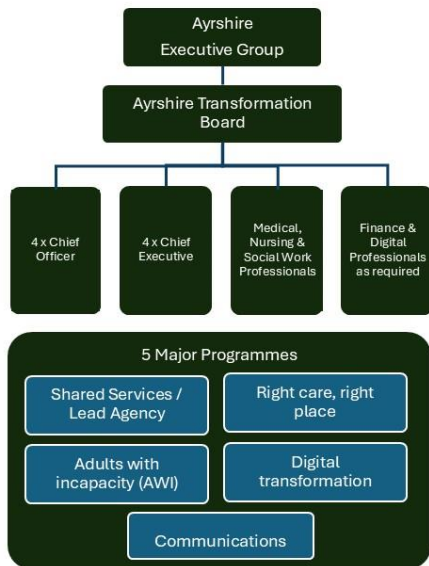 Ayrshire
Executive Group
Ayrshire Transformation
Board
4 x Chief
Officer
4 x Chief
Executive
Medical,
Nursing &
Social Work
Professionals
Finance &
Digital
Professionals
as required
5 Major Programmes
Shared Services /
Lead Agency
Right care, right
place
Adults with
incapacity (AWI)
Digital
transformation
Communications